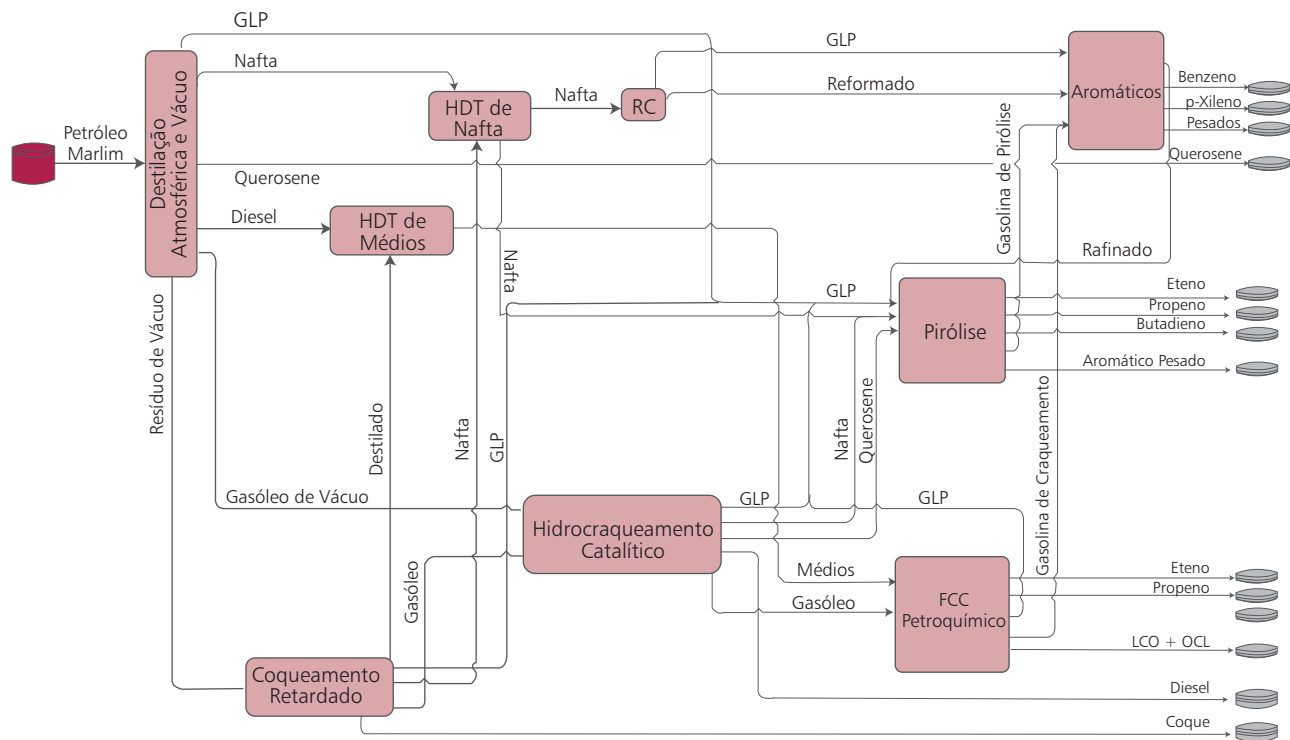 GLP
Nafta
Petróleo
Marlim
Destilação
Atmosférica e Vácuo
HDT de
Nafta
Nafta
RC
GLP
Reformado
Aromáticos
Benzeno
p-Xileno
Pesados
Querosene
Querosene
Diesel
HDT de
Médios
Nafta
Gasolina de Pirólise
Rafinado
GLP
Pirólise
Eteno
Propeno
Butadieno
Aromático Pesado
Resíduo de Vácuo
Destilado
Nafta
GLP
Nafta
Querosene
Gasolina de Craqueamento
Gasóleo de Vácuo
Hidrocraqueamento
Catalítico
GLP
GLP
Gasóleo
Médios
Gasóleo
FCC
Petroquímico
Eteno
Propeno
LCO + OCL
Coqueamento
Retardado
Diesel
Coque